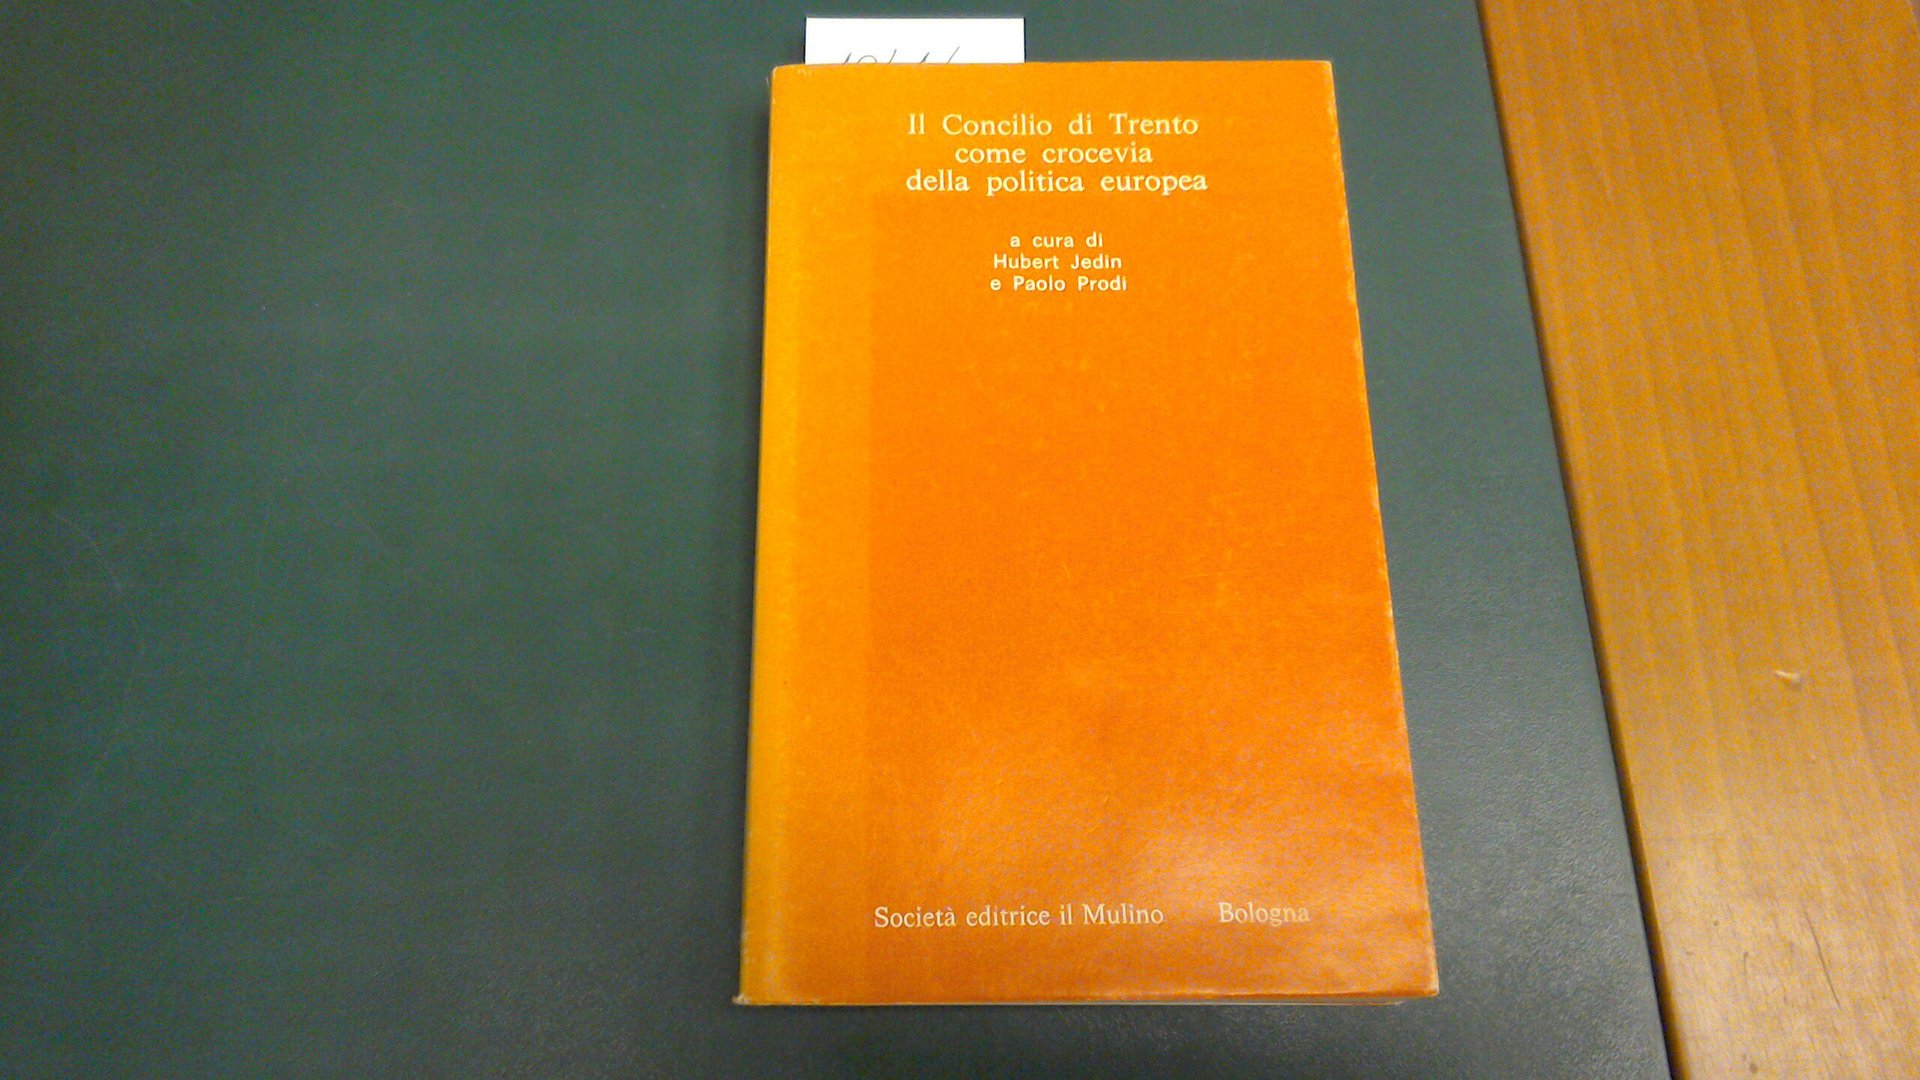 Il Concilio di Trento
come crocevia
della politica europea
a cura di
Hubert Jedin
e Paolo Prodi
Società editrice il Mulino Bologna